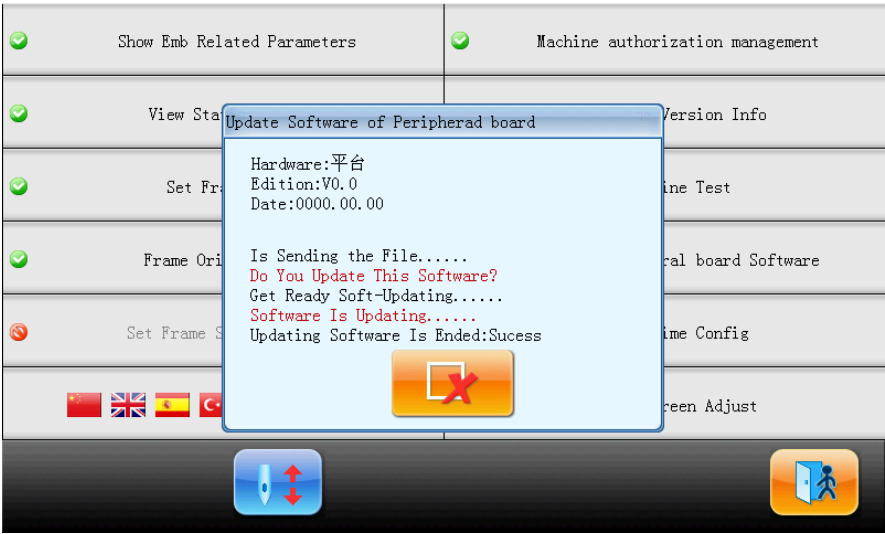 Show Emb Related Parameters
Machine authorization management
View Sta
Version Info
Update Software of Peripherad board
Hardware:平台
Edition:V0.0
Date:0000.00.00
Set Fr
ine Test
Frame Ori
ral board Software
Is Sending the File......
Do You Update This Software?
Get Ready Soft-Updating......
Software Is Updating......
Updating Software Is Ended:Sucess
Set Frame S
ime Config
reen Adjust